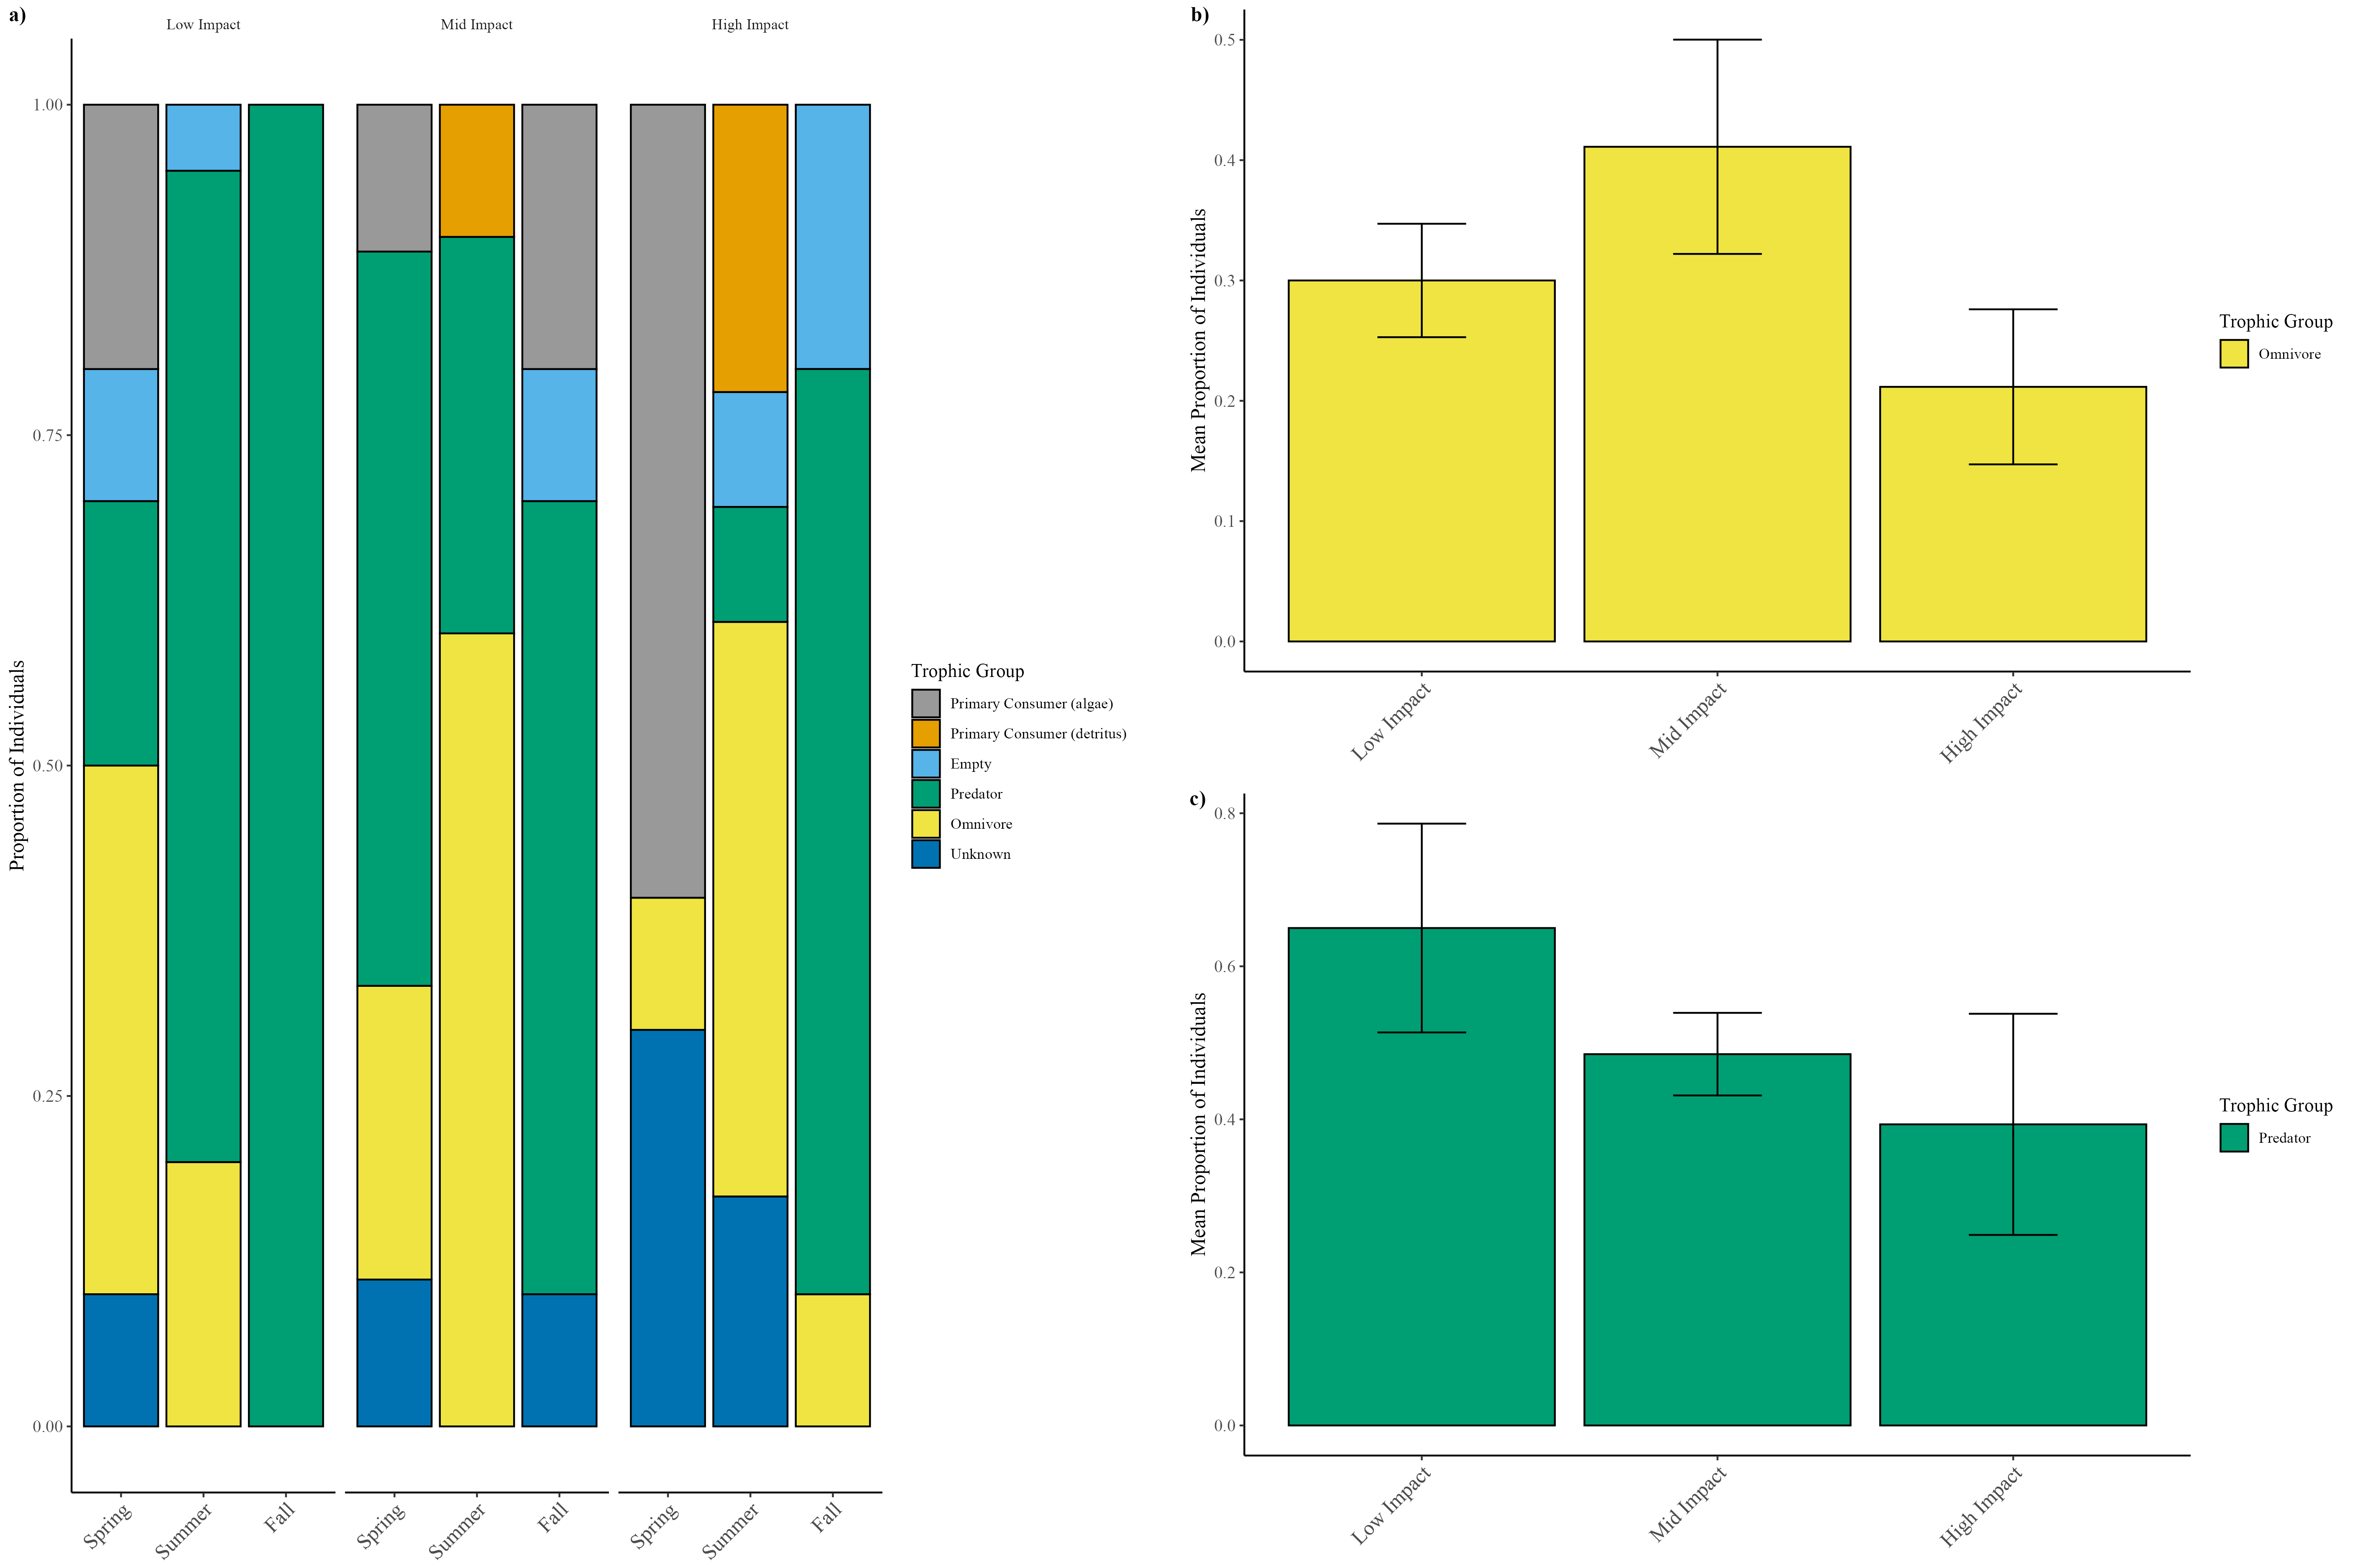 a)
Low Impact
Mid Impact
High Impact
Proportion of Individuals
1.00
0.75
0.50
0.25
0.00
Spring
Summer
Fall
Spring
Summer
Fall
Spring
Summer
Fall
Trophic Group
Primary Consumer (algae)
Primary Consumer (detritus)
Empty
Predator
Omnivore
Unknown
b)
Mean Proportion of Individuals
0.5
0.4
0.3
0.2
0.1
0.0
Low Impact
Mid Impact
High Impact
Trophic Group
Omnivore
c)
Mean Proportion of Individuals
0.8
0.6
0.4
0.2
0.0
Low Impact
Mid Impact
High Impact
Trophic Group
Predator